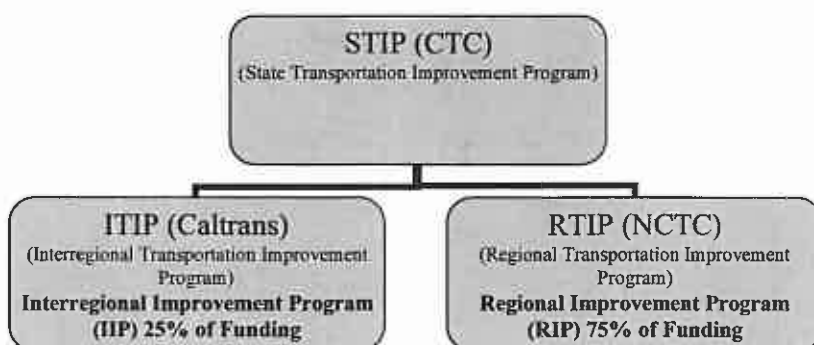 STIP (CTC)
(State Transportation Improvement Program)
ITIP (Caltrans)
(Interregional Transportation Improvement
Program)
Interregional Improvement Program
(IIP) 25% of Funding
RTIP (NCTC)
(Regional Transportation Improvement
Program)
Regional Improvement Program
(RIP) 75% of Funding